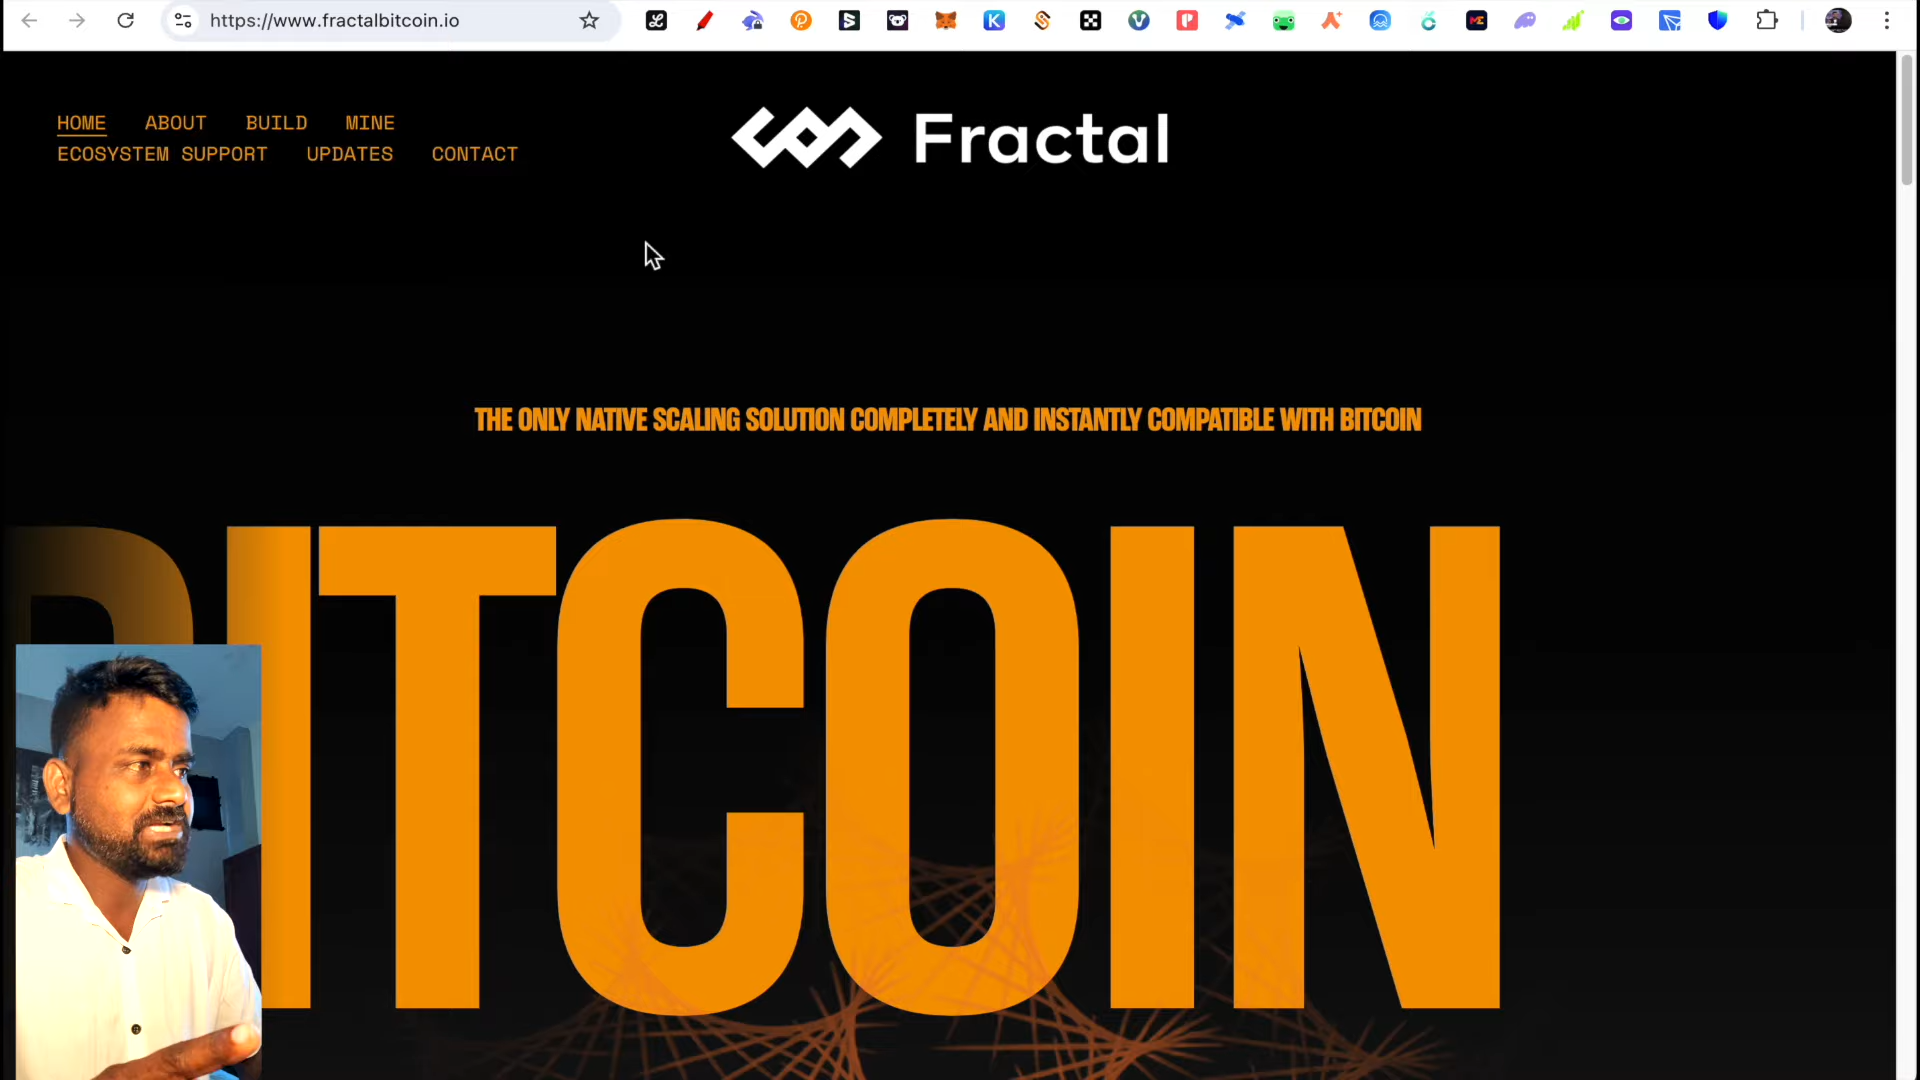 https://www.fractalbitcoin.io
HOME ABOUT BUILD MINE
ECOSYSTEM SUPPORT UPDATES CONTACT
Fractal
THE ONLY NATIVE SCALING SOLUTION COMPLETELY AND INSTANTLY COMPATIBLE WITH BITCOIN
BITCOIN